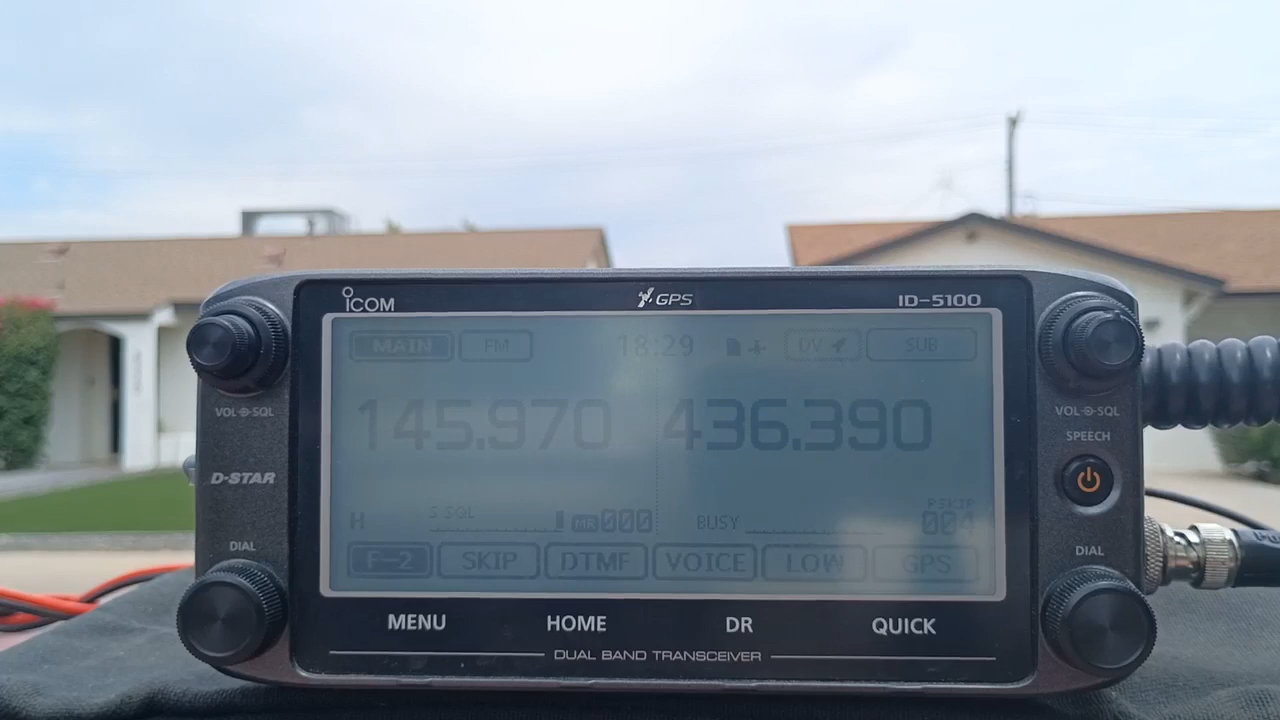 ICOM GPS ID-5100
MAIN FM 18:29 DV SUB
145.970 436.390
H S SQL MR 000 BUSY PSKIP 004
F-2 SKIP DTMF VOICE LOW GPS
VOL SQL
D-STAR
DIAL
VOL SQL
SPEECH
DIAL
MENU HOME DR QUICK
DUAL BAND TRANSCEIVER